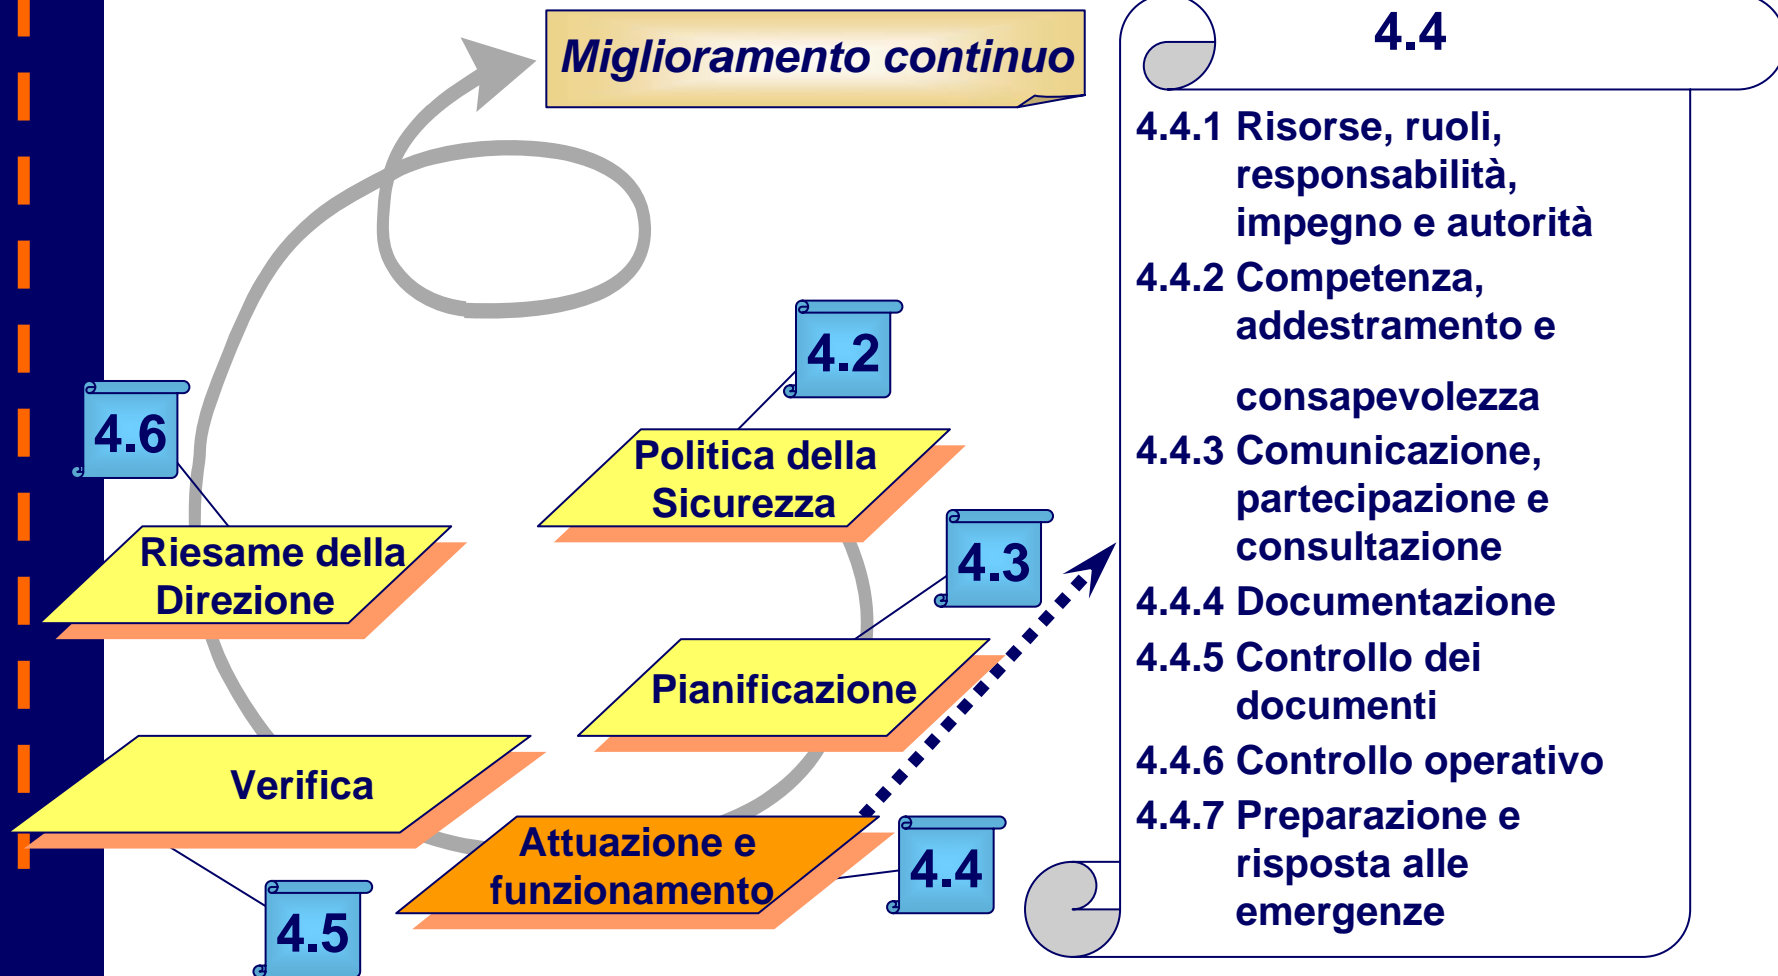 Miglioramento continuo
4.2
4.6
Politica della
Sicurezza
4.3
Riesame della
Direzione
Pianificazione
Verifica
Attuazione e
funzionamento
4.4
4.5
4.4
4.4.1 Risorse, ruoli,
responsabilità,
impegno e autorità
4.4.2 Competenza,
addestramento e
consapevolezza
4.4.3 Comunicazione,
partecipazione e
consultazione
4.4.4 Documentazione
4.4.5 Controllo dei
documenti
4.4.6 Controllo operativo
4.4.7 Preparazione e
risposta alle
emergenze